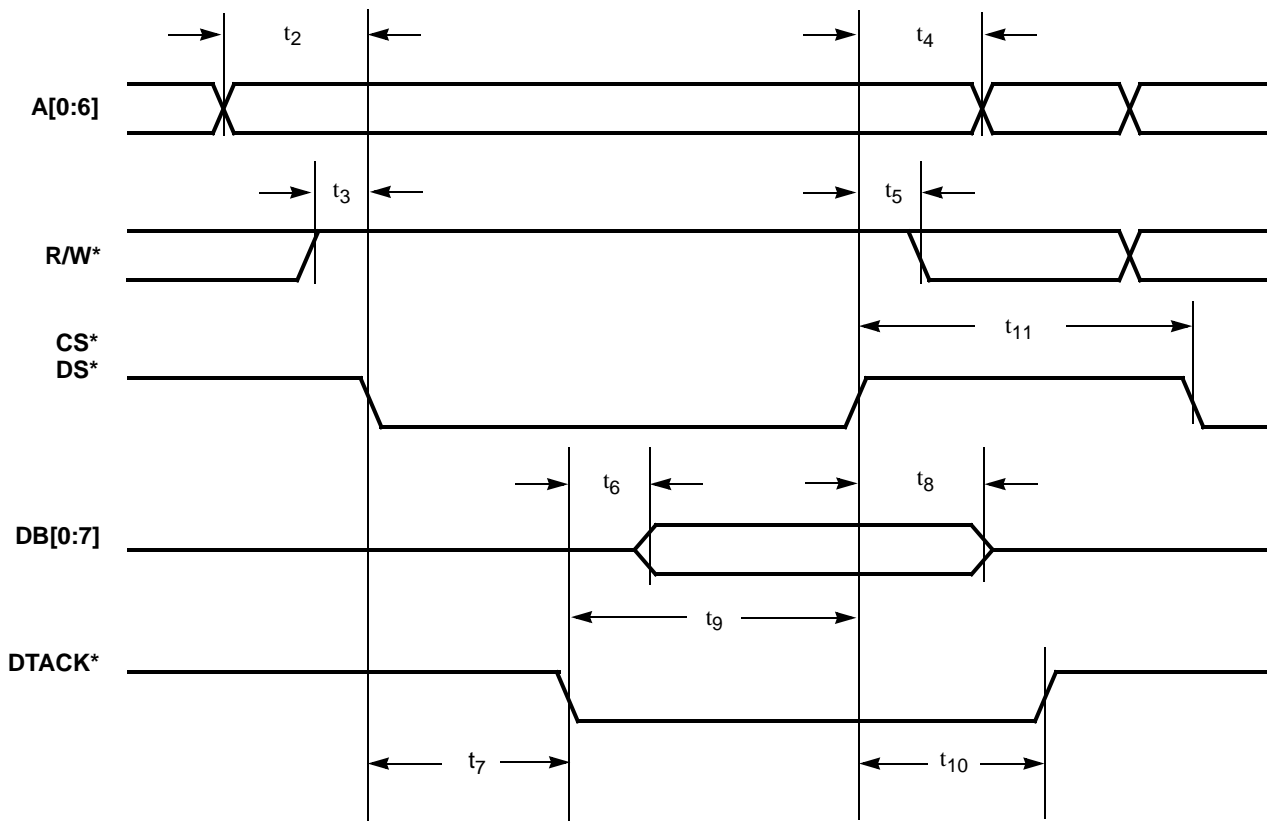 t2
t4
A[0:6]
t3
t5
R/W*
t11
CS*
DS*
t6
t8
DB[0:7]
t9
DTACK*
t7
t10